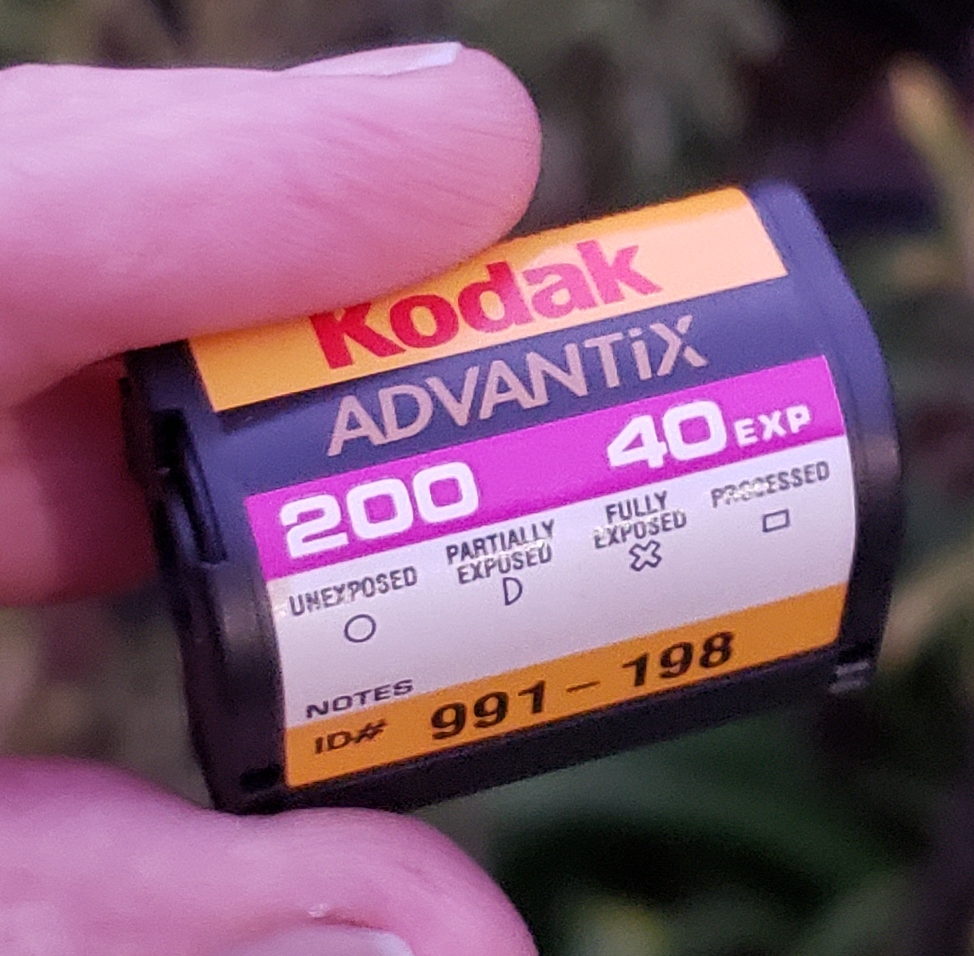 Kodak
ADVANTiX
200 40 EXP
UNEXPOSED PARTIALLY EXPOSED FULLY EXPOSED PROCESSED
NOTES
ID# 991-198